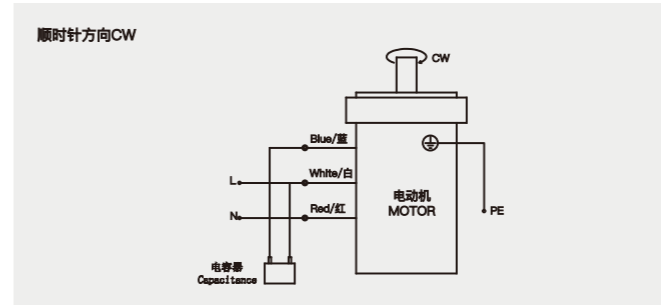 顺时针方向CW
CW
Blue/蓝
White/白
L
电动机
MOTOR
Red/红
N
PE
电容器
Capacitance